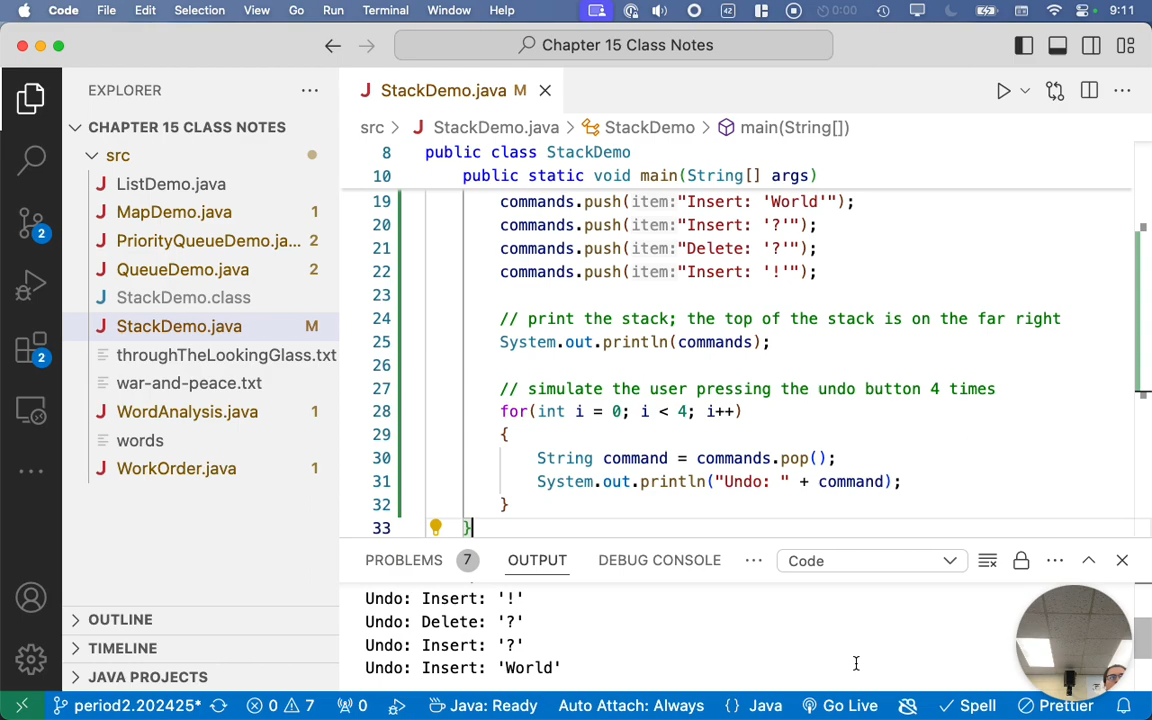 Code File Edit Selection View Go Run Terminal Window Help 42 0:00 9:11
Chapter 15 Class Notes
EXPLORER
StackDemo.java M
CHAPTER 15 CLASS NOTES
src > StackDemo.java > StackDemo > main(String[])
src
8 public class StackDemo
10 public static void main(String[] args)
ListDemo.java
MapDemo.java 1
PriorityQueueDemo.ja... 2
QueueDemo.java 2
StackDemo.class
StackDemo.java M
throughTheLookingGlass.txt
war-and-peace.txt
WordAnalysis.java 1
words
WorkOrder.java 1
2
2
19 commands.push(item:"Insert: 'World'");
20 commands.push(item:"Insert: '?'");
21 commands.push(item:"Delete: '?'");
22 commands.push(item:"Insert: '!'");
23
24 // print the stack; the top of the stack is on the far right
25 System.out.println(commands);
26
27 // simulate the user pressing the undo button 4 times
28 for(int i = 0; i < 4; i++)
29 {
30 String command = commands.pop();
31 System.out.println("Undo: " + command);
32 }
33 }
PROBLEMS 7 OUTPUT DEBUG CONSOLE ... Code
Undo: Insert: '!'
Undo: Delete: '?'
Undo: Insert: '?'
Undo: Insert: 'World'
OUTLINE
TIMELINE
JAVA PROJECTS
period2.202425* 0 7 0 Java: Ready Auto Attach: Always {} Java Go Live Spell Prettier